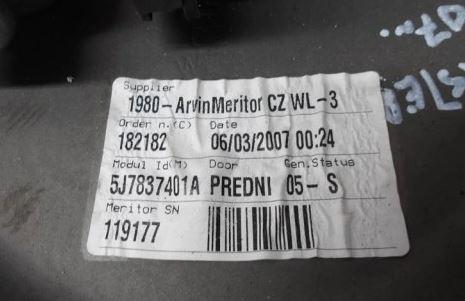 Supplier
1980-ArvinMeritor CZ WL-3
Order n.(C) Date
182182 06/03/2007 00:24
Modul Id(M) Door Gen.Status
5J7837401A PREDNI 05-S
Meritor SN
119177